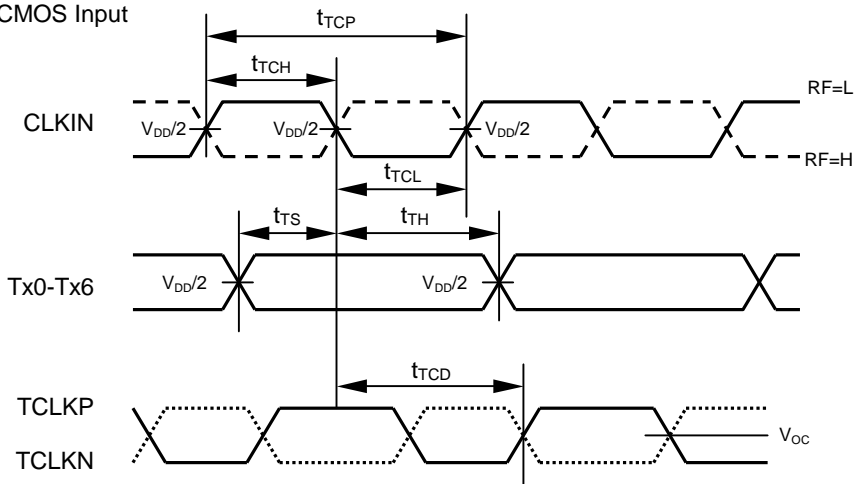 CMOS Input
tTCP
tTCH
RF=L
CLKIN
VDD/2
VDD/2
VDD/2
RF=H
tTCL
tTS
tTH
Tx0-Tx6
VDD/2
VDD/2
tTCD
TCLKP
VOC
TCLKN